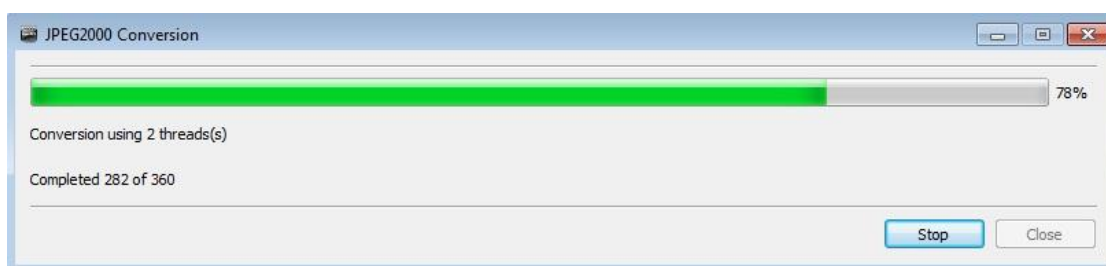 JPEG2000 Conversion
78%
Conversion using 2 threads(s)
Completed 282 of 360
Stop Close